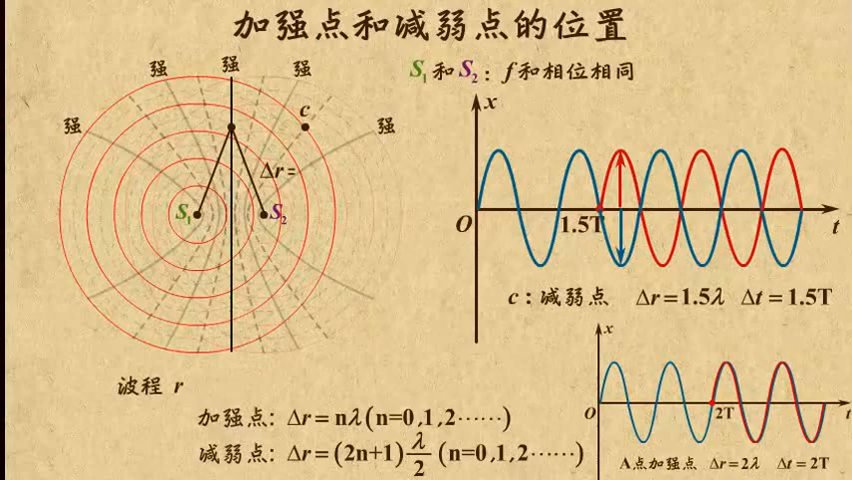 加强点和减弱点的位置
强
强
强
强
强
c
Δr =
S₁
S₂
S₁和S₂: f和相位相同
x
O
1.5T
t
c : 减弱点 Δr=1.5λ Δt=1.5T
波程 r
加强点: Δr=nλ(n=0,1,2……)
减弱点: Δr=(2n+1)λ/2 (n=0,1,2……)
x
O
2T
t
A点加强点 Δr=2λ Δt=2T